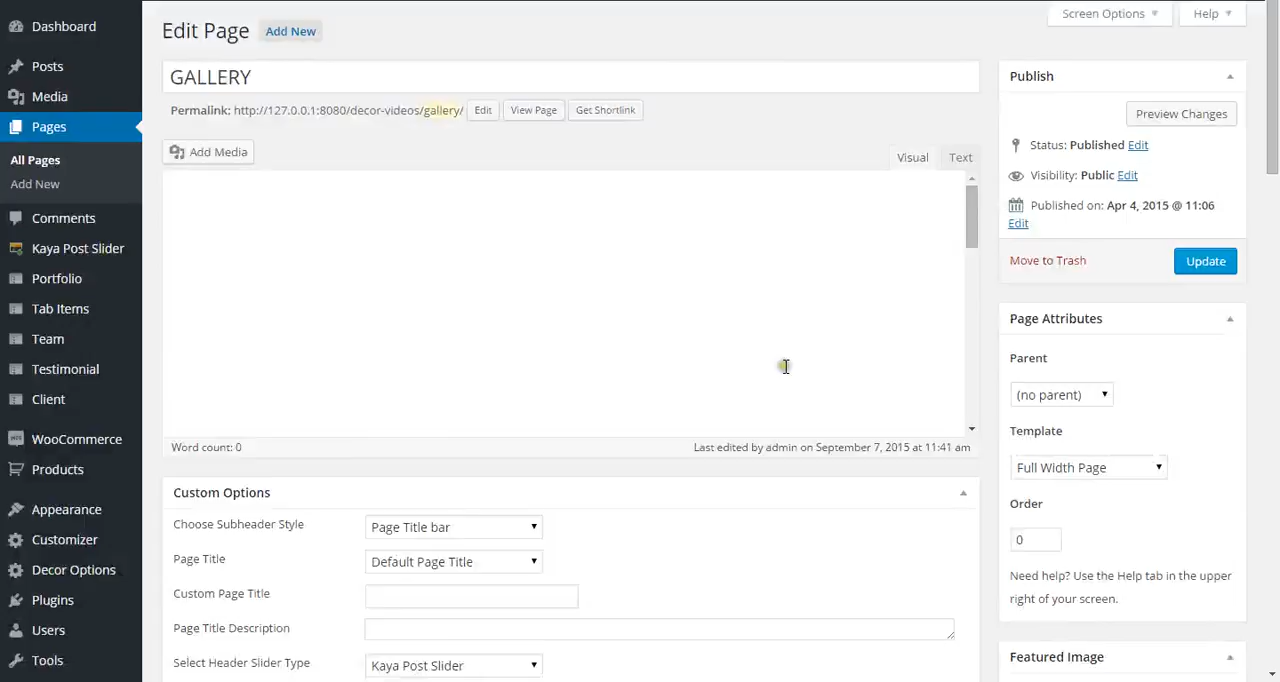 Dashboard
Posts
Media
Pages
All Pages
Add New
Comments
Kaya Post Slider
Portfolio
Tab Items
Team
Testimonial
Client
WooCommerce
Products
Appearance
Customizer
Decor Options
Plugins
Users
Tools
Screen Options
Help
Edit Page Add New
GALLERY
Permalink: http://127.0.0.1:8080/decor-videos/gallery/ Edit View Page Get Shortlink
Add Media
Visual Text
Word count: 0
Last edited by admin on September 7, 2015 at 11:41 am
Custom Options
Choose Subheader Style Page Title bar
Page Title Default Page Title
Custom Page Title
Page Title Description
Select Header Slider Type Kaya Post Slider
Publish
Preview Changes
Status: Published Edit
Visibility: Public Edit
Published on: Apr 4, 2015 @ 11:06
Edit
Move to Trash Update
Page Attributes
Parent
(no parent)
Template
Full Width Page
Order
0
Need help? Use the Help tab in the upper
right of your screen.
Featured Image